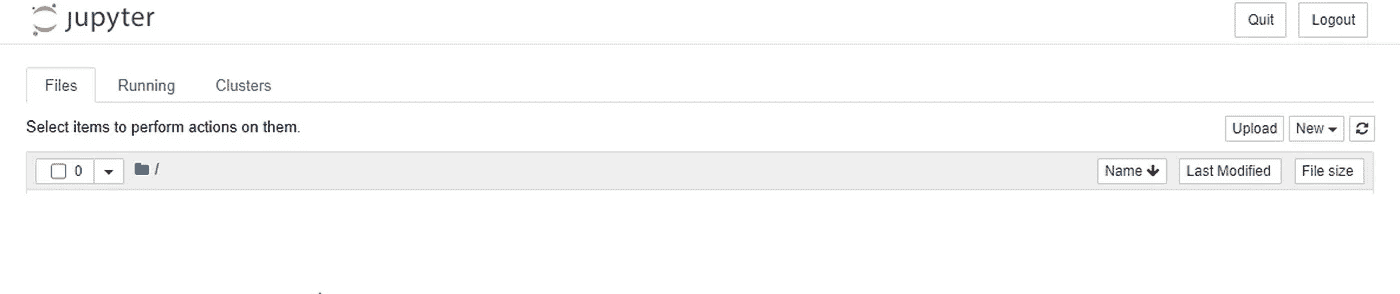 jupyter Quit Logout
Files Running Clusters
Select items to perform actions on them. Upload New
0 / Name Last Modified File size